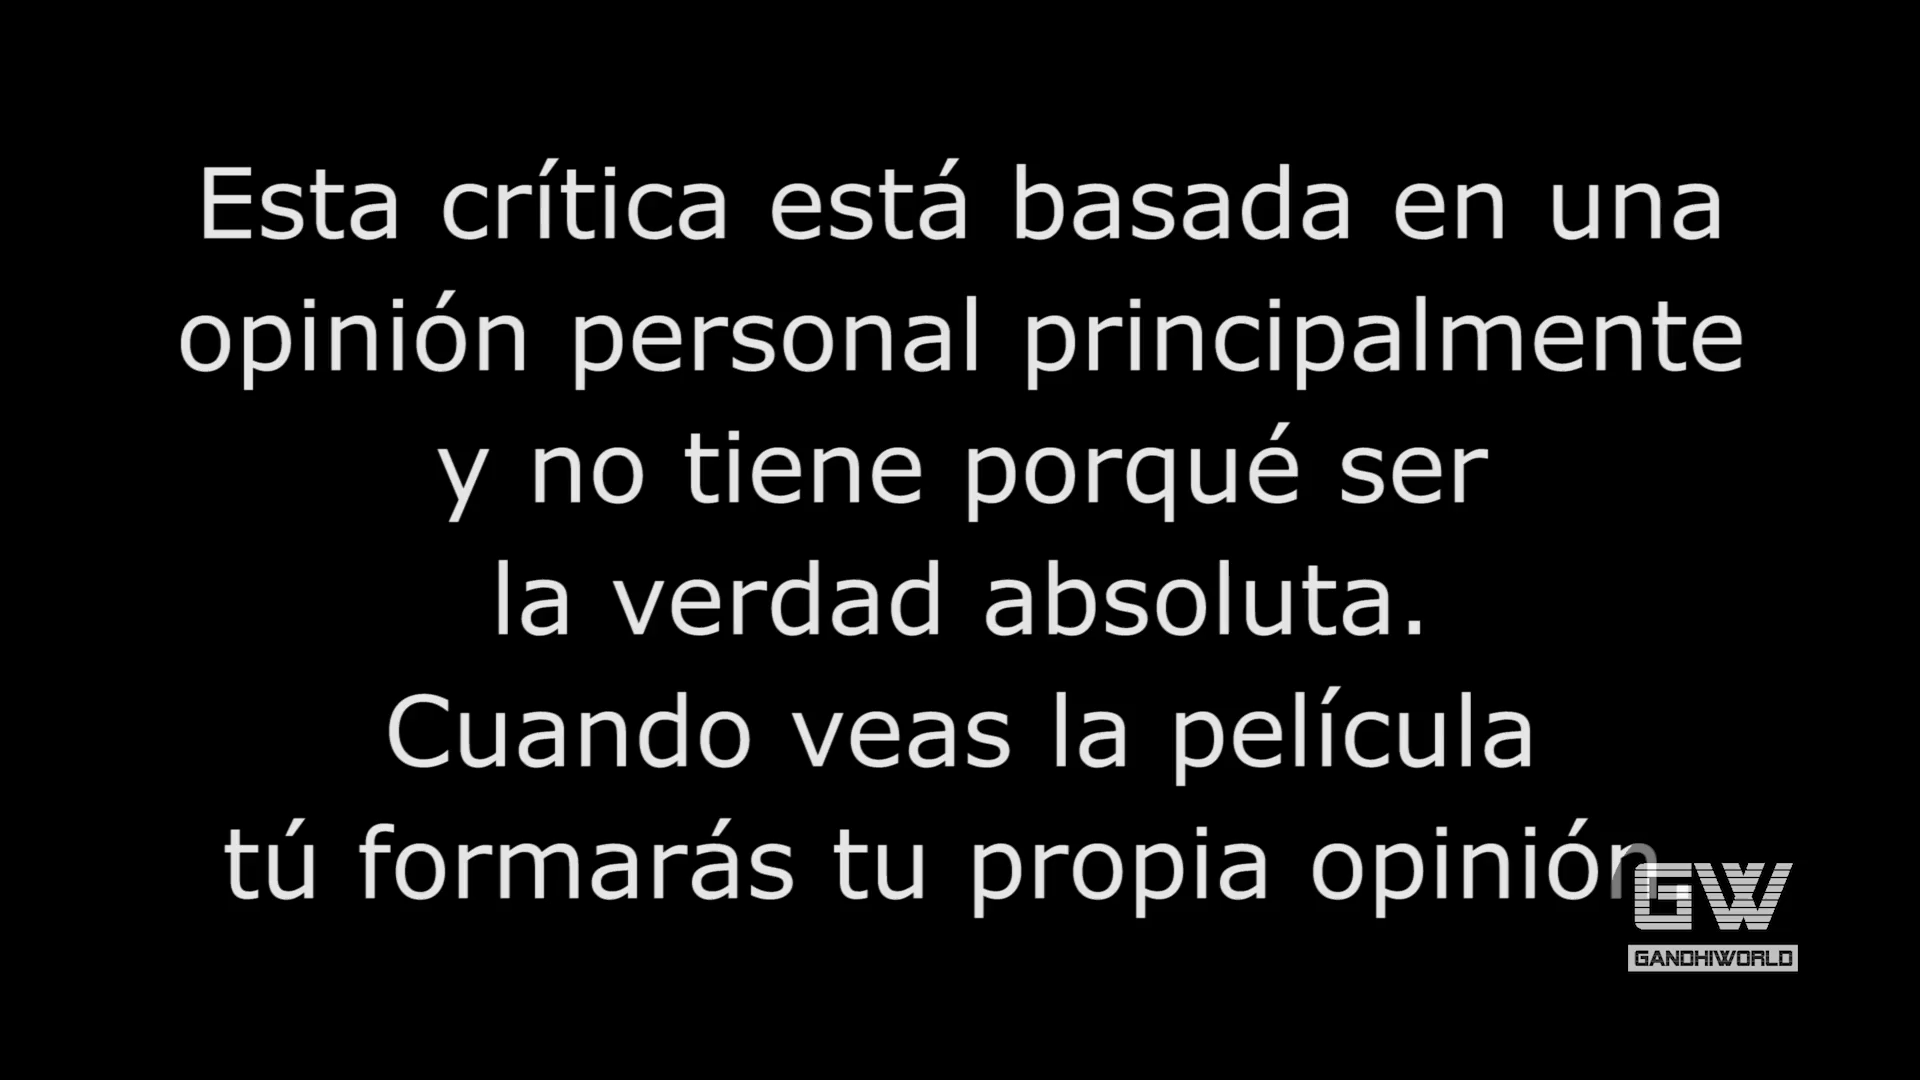 Esta crítica está basada en una
opinión personal principalmente
y no tiene porqué ser
la verdad absoluta.
Cuando veas la película
tú formarás tu propia opinión.
GW
GANDHIWORLD